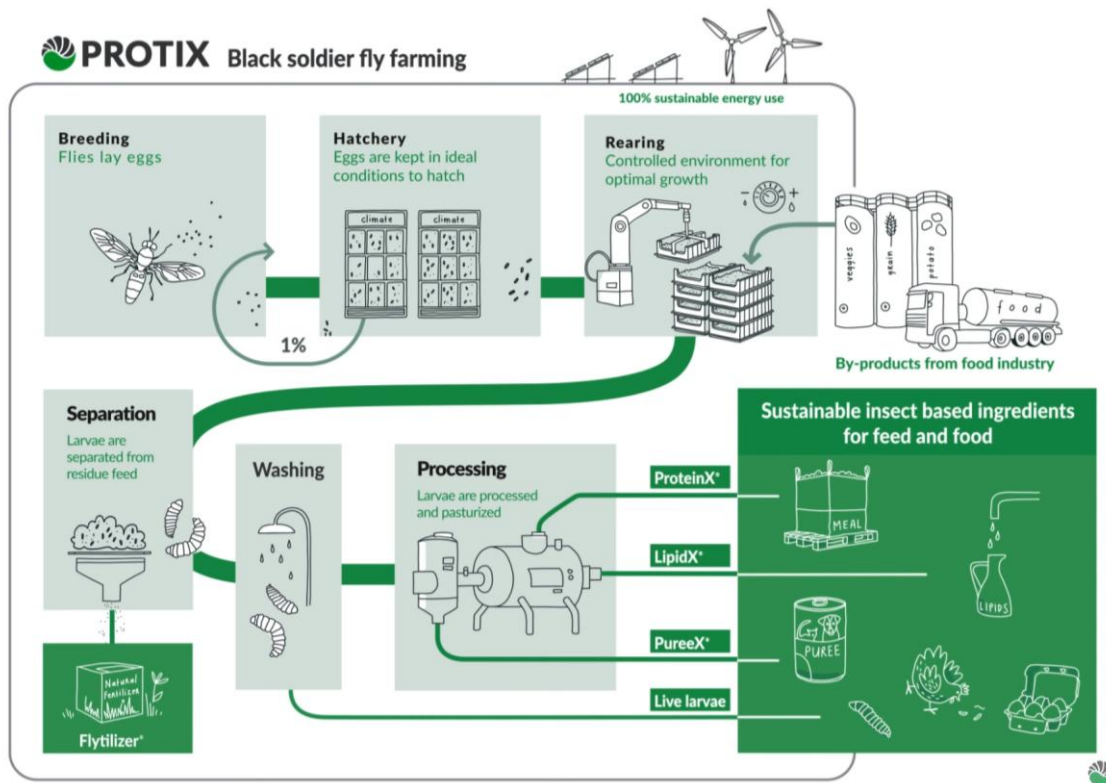 PROTIX Black soldier fly farming
100% sustainable energy use
Breeding
Flies lay eggs
Hatchery
Eggs are kept in ideal
conditions to hatch
climate climate
1%
Rearing
Controlled environment for
optimal growth
- +
veggies
grain
potato
food
By-products from food industry
Separation
Larvae are
separated from
residue feed
Natural
Fertilizer
Flytilizer*
Washing
Processing
Larvae are processed
and pasturized
ProteinX*
LipidX*
PureeX*
Live larvae
Sustainable insect based ingredients
for feed and food
MEAL
LIPIDS
PUREE